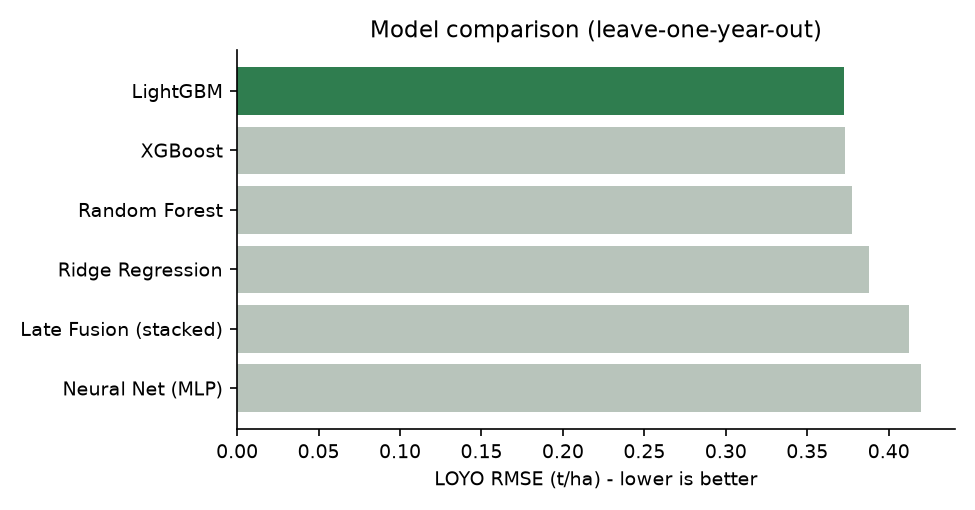 Model comparison (leave-one-year-out)
LightGBM
XGBoost
Random Forest
Ridge Regression
Late Fusion (stacked)
Neural Net (MLP)
0.00 0.05 0.10 0.15 0.20 0.25 0.30 0.35 0.40
LOYO RMSE (t/ha) - lower is better